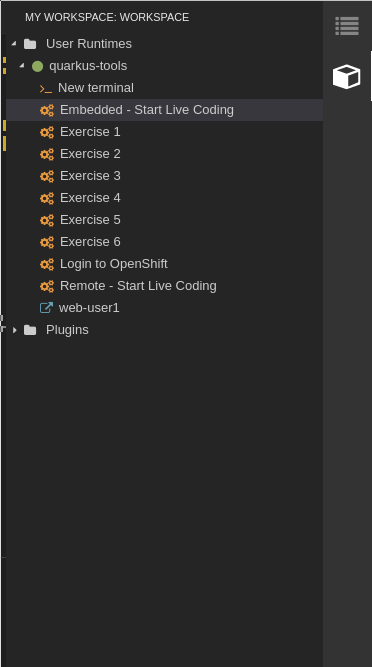 MY WORKSPACE: WORKSPACE
User Runtimes
quarkus-tools
New terminal
Embedded - Start Live Coding
Exercise 1
Exercise 2
Exercise 3
Exercise 4
Exercise 5
Exercise 6
Login to OpenShift
Remote - Start Live Coding
web-user1
Plugins